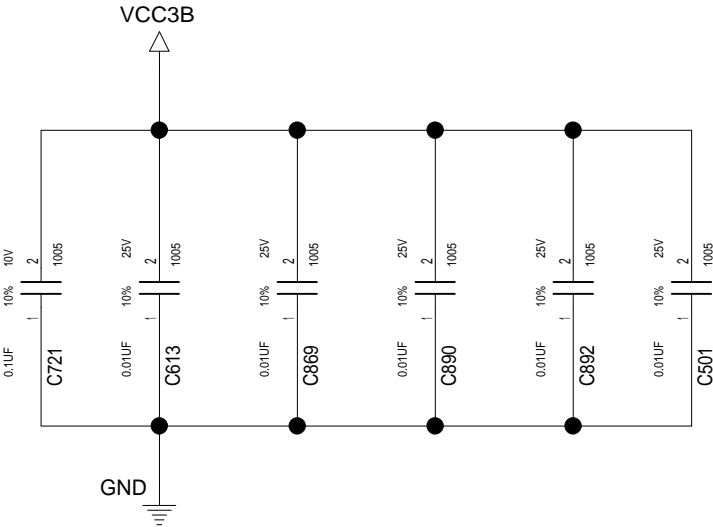 VCC3B
10V 2 1005
10% 1
0.1UF C721
25V 2 1005
10% 1
0.01UF C613
25V 2 1005
10% 1
0.01UF C869
25V 2 1005
10% 1
0.01UF C890
25V 2 1005
10% 1
0.01UF C892
25V 2 1005
10% 1
0.01UF C501
GND